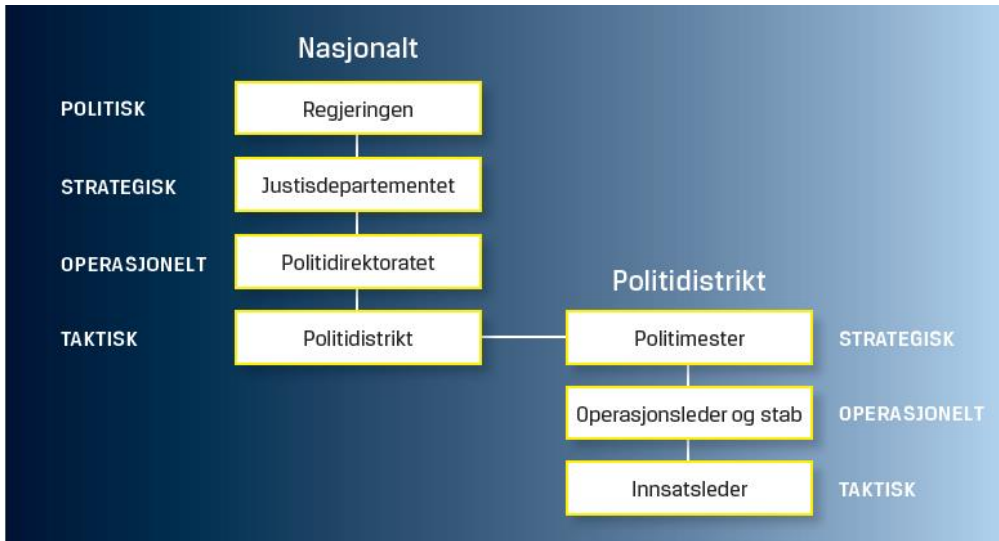 Nasjonalt
POLITISK Regjeringen
STRATEGISK Justisdepartementet
OPERASJONELT Politidirektoratet
Politidistrikt
TAKTISK Politidistrikt Politimester STRATEGISK
Operasjonsleder og stab OPERASJONELT
Innsatsleder TAKTISK